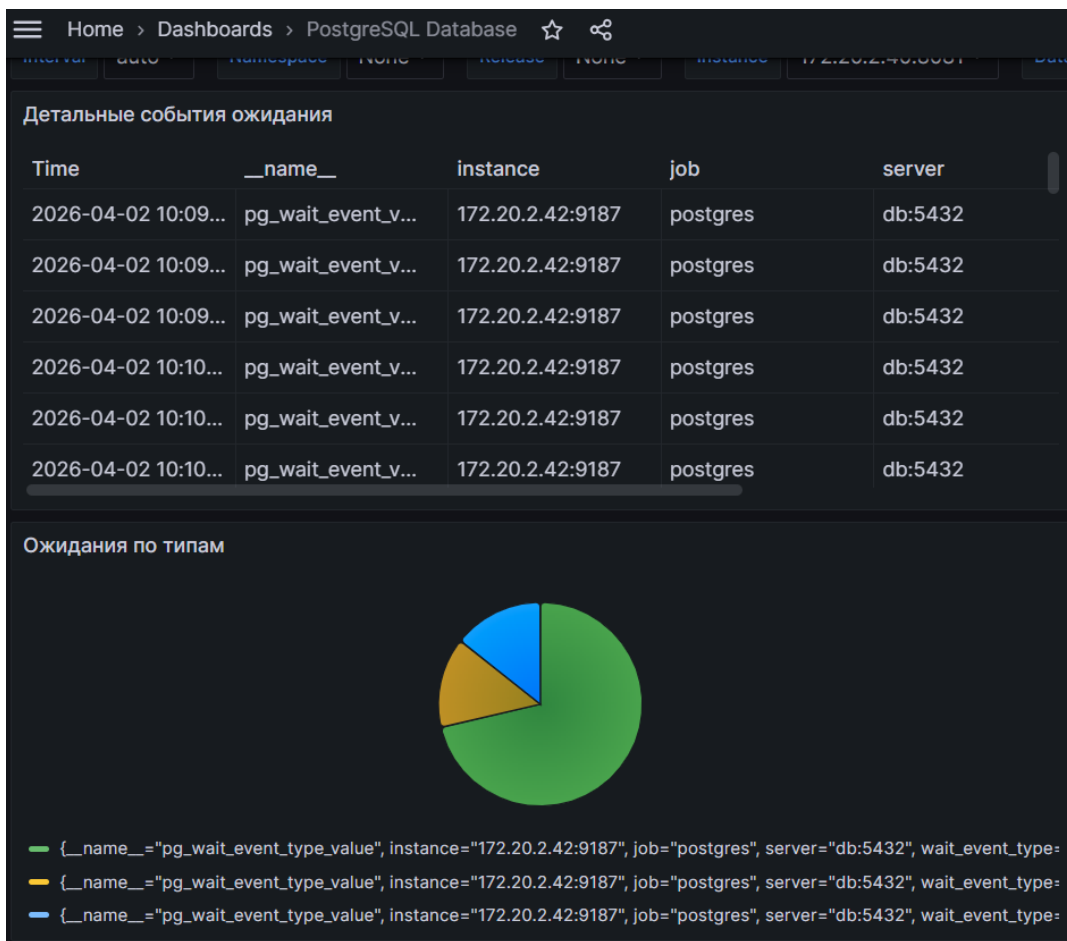 Home › Dashboards › PostgreSQL Database
Interval auto Namespace None Release None Instance
Детальные события ожидания
Time __name__ instance job server
2026-04-02 10:09... pg_wait_event_v... 172.20.2.42:9187 postgres db:5432
2026-04-02 10:09... pg_wait_event_v... 172.20.2.42:9187 postgres db:5432
2026-04-02 10:09... pg_wait_event_v... 172.20.2.42:9187 postgres db:5432
2026-04-02 10:10... pg_wait_event_v... 172.20.2.42:9187 postgres db:5432
2026-04-02 10:10... pg_wait_event_v... 172.20.2.42:9187 postgres db:5432
2026-04-02 10:10... pg_wait_event_v... 172.20.2.42:9187 postgres db:5432
Ожидания по типам
{__name__="pg_wait_event_type_value", instance="172.20.2.42:9187", job="postgres", server="db:5432", wait_event_type=
{__name__="pg_wait_event_type_value", instance="172.20.2.42:9187", job="postgres", server="db:5432", wait_event_type=
{__name__="pg_wait_event_type_value", instance="172.20.2.42:9187", job="postgres", server="db:5432", wait_event_type=